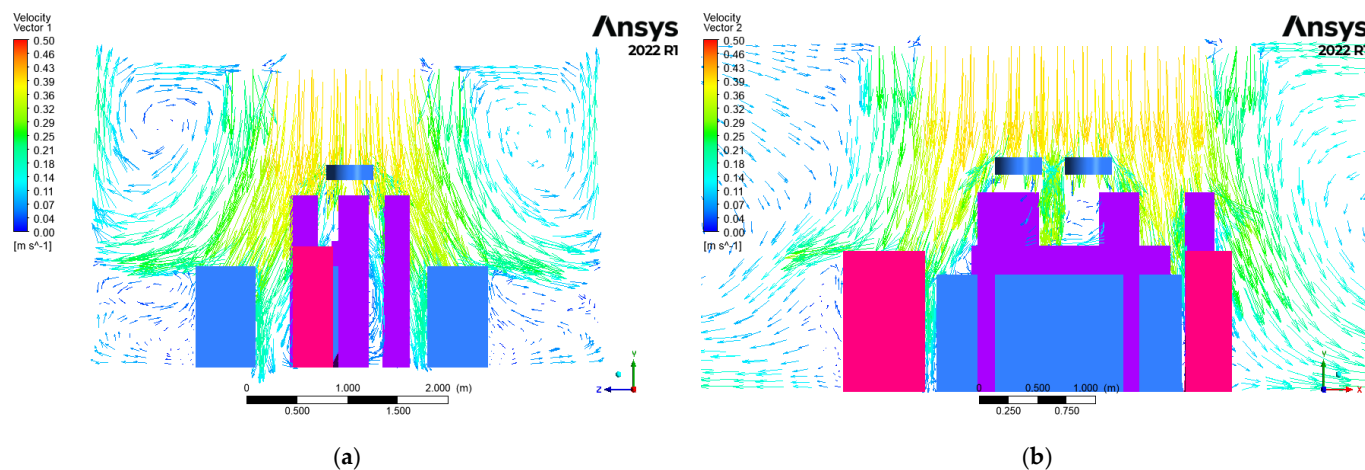 Velocity
Vector 1
0.50
0.46
0.42
0.39
0.36
0.32
0.29
0.25
0.21
0.18
0.14
0.11
0.07
0.04
0.00
[m s^-1]
Ansys
2022 R1
0 1.000 2.000 (m)
0.500 1.500
Y
Z
(a)
Velocity
Vector 2
0.50
0.46
0.42
0.39
0.36
0.32
0.29
0.25
0.21
0.18
0.14
0.11
0.07
0.04
0.00
[m s^-1]
Ansys
2022 R1
0 0.500 1.000 (m)
0.250 0.750
Y
X
(b)